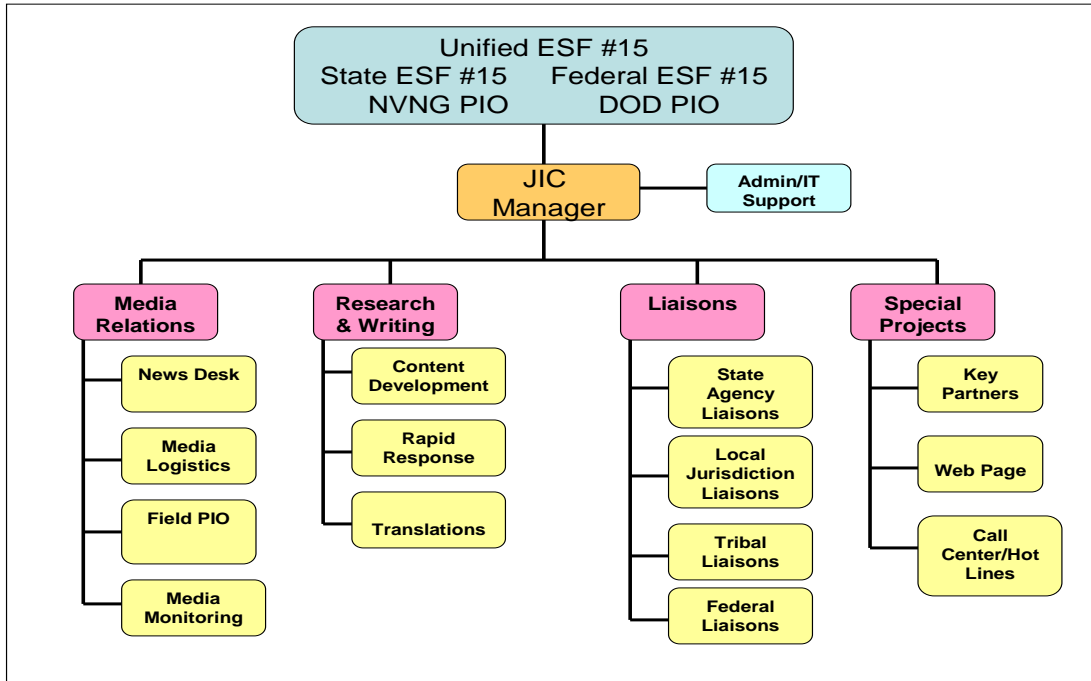 Unified ESF #15
State ESF #15 Federal ESF #15
NVNG PIO DOD PIO
JIC
Manager
Admin/IT
Support
Media
Relations
News Desk
Media
Logistics
Field PIO
Media
Monitoring
Research
& Writing
Content
Development
Rapid
Response
Translations
Liaisons
State
Agency
Liaisons
Local
Jurisdiction
Liaisons
Tribal
Liaisons
Federal
Liaisons
Special
Projects
Key
Partners
Web Page
Call
Center/Hot
Lines